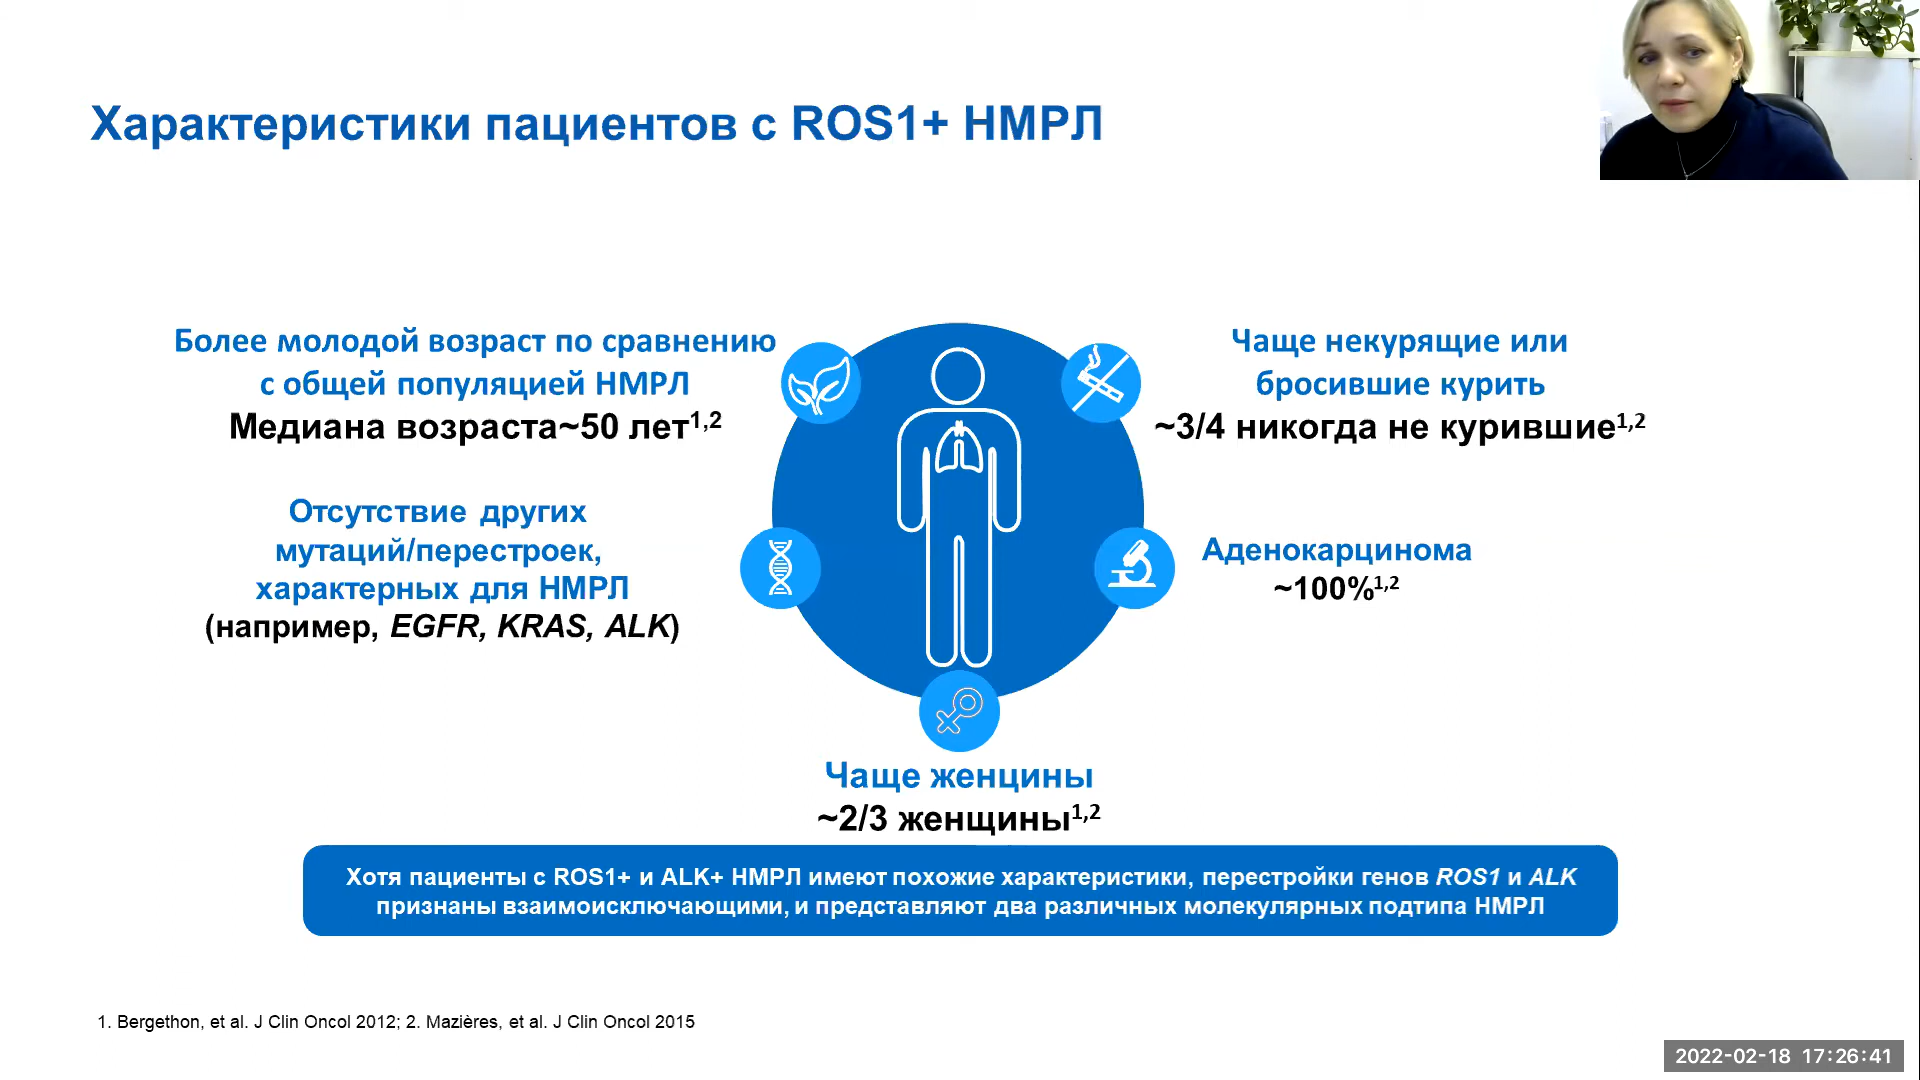 Характеристики пациентов с ROS1+ НМРЛ
Более молодой возраст по сравнению
с общей популяцией НМРЛ
Медиана возраста~50 лет1,2
Чаще некурящие или
бросившие курить
~3/4 никогда не курившие1,2
Отсутствие других
мутаций/перестроек,
характерных для НМРЛ
(например, EGFR, KRAS, ALK)
Аденокарцинома
~100%1,2
Чаще женцины
~2/3 женщины1,2
Хотя пациенты с ROS1+ и ALK+ НМРЛ имеют похожие характеристики, перестройки генов ROS1 и ALK
признаны взаимоисключающими, и представляют два различных молекулярных подтипа НМРЛ
1. Bergethon, et al. J Clin Oncol 2012; 2. Mazières, et al. J Clin Oncol 2015
2022-02-18 17:26:41